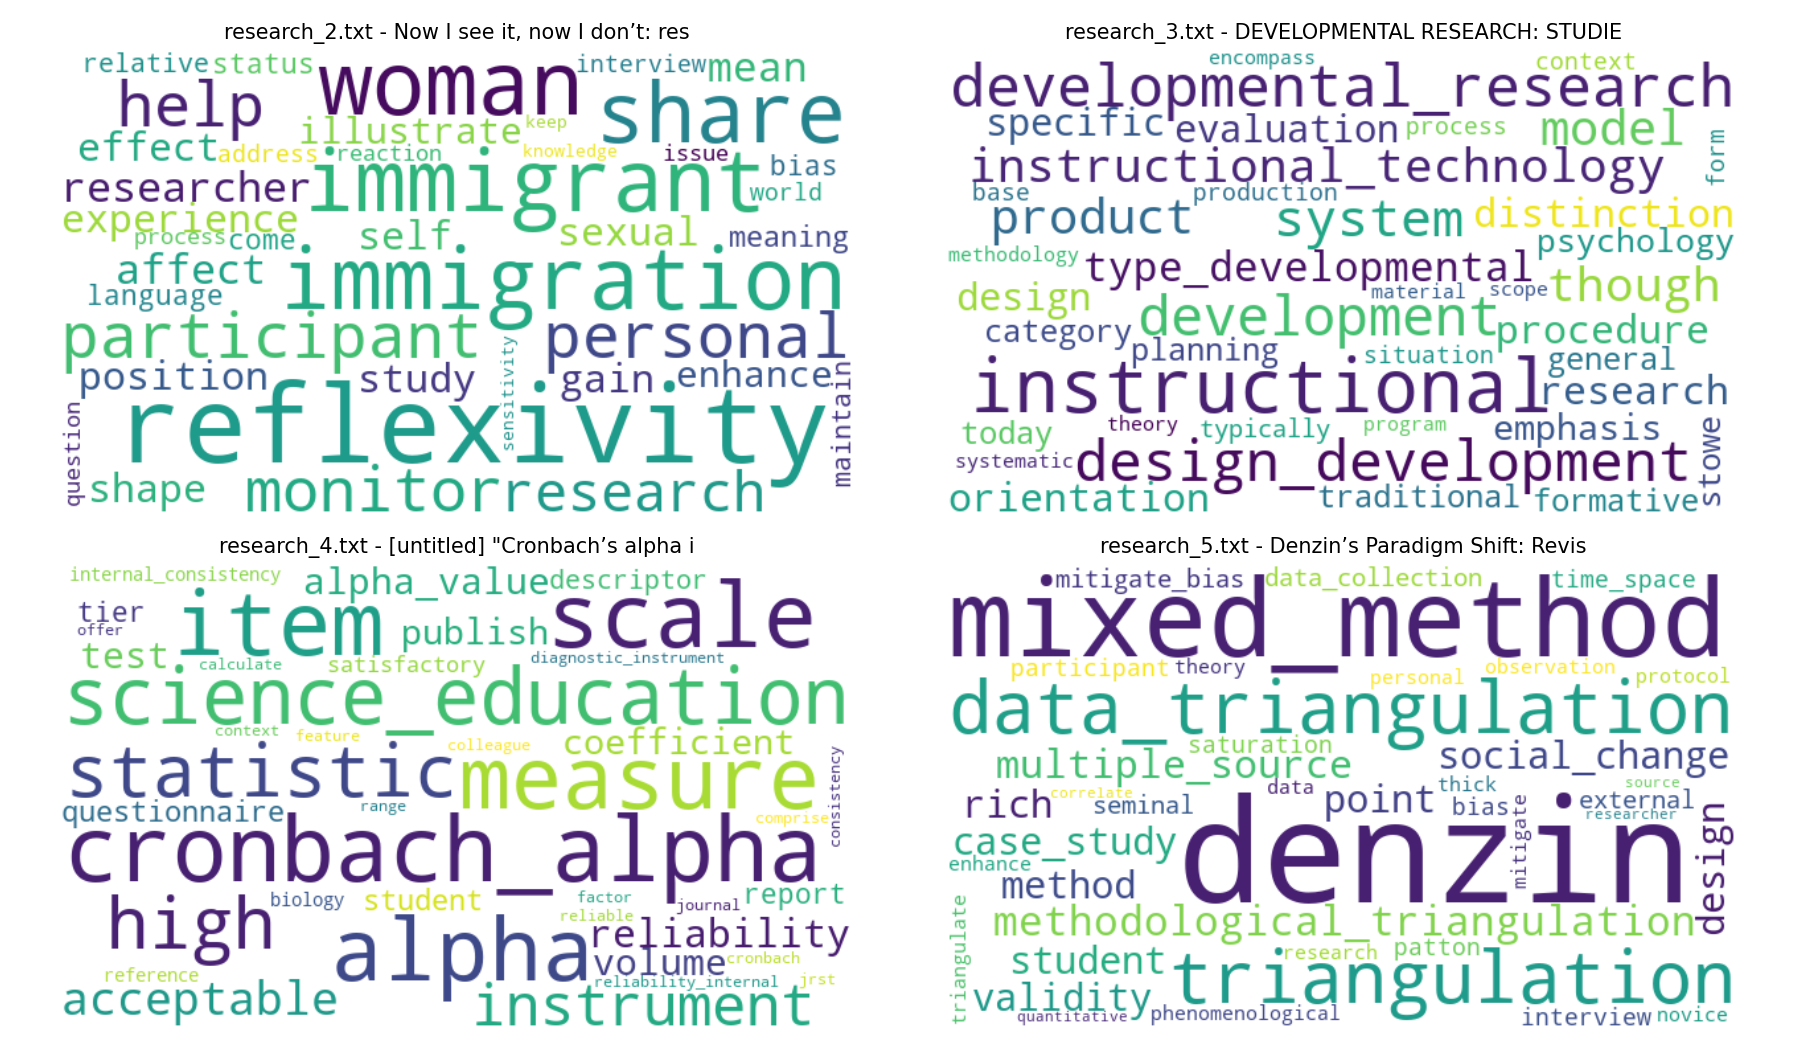 research_2.txt - Now I see it, now I don’t: res
relative status woman interview mean
help share
illustrate keep
effect address reaction knowledge issue bias
researcher immigrant world
experience
process come self sexual meaning
affect immigration
language
participant personal
sensitivity
position study gain enhance
maintain
question reflexivity
shape monitor research
research_3.txt - DEVELOPMENTAL RESEARCH: STUDIE
encompass context
developmental_research
specific evaluation process model
form
instructional_technology
base production
product system distinction
psychology
methodology type_developmental
design material scope though
category development procedure
planning situation general
instructional research
today theory typically program emphasis
stowe
systematic design_development
orientation traditional formative
research_4.txt - [untitled] "Cronbach’s alpha i
internal_consistency alpha_value descriptor
tier item scale
offer publish
test calculate satisfactory diagnostic_instrument
science_education
context feature colleague coefficient
statistic measure
consistency
questionnaire range comprise
cronbach_alpha
biology student factor journal report
high reliable
alpha reliability
volume cronbach
reference reliability_internal jrst
acceptable instrument
research_5.txt - Denzin’s Paradigm Shift: Revis
mitigate_bias data_collection time_space
mixed_method
participant theory personal observation protocol
data_triangulation
saturation social_change
multiple_source
data thick source
correlate
rich seminal point bias external
researcher
case_study denzin mitigate design
enhance
method
methodological_triangulation
triangulate
student research patton
validity triangulation
quantitative phenomenological interview novice